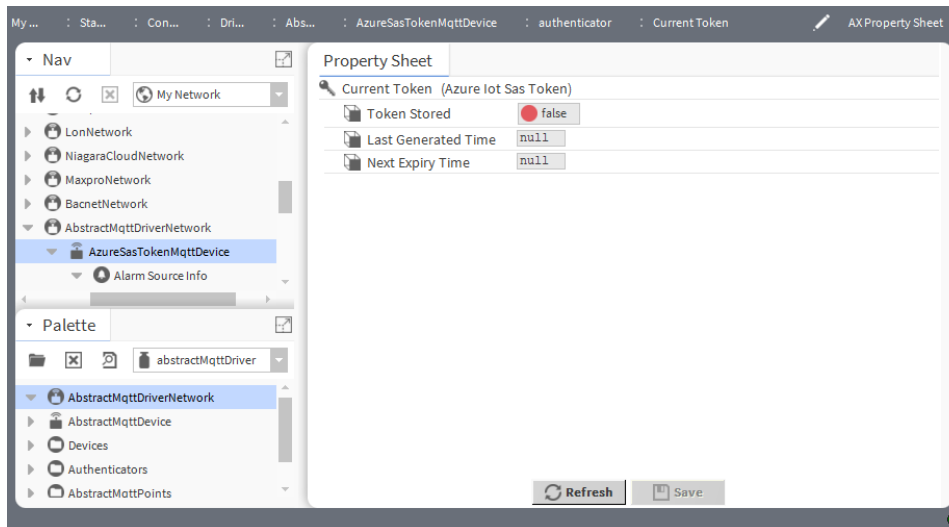 My ... : Sta... : Con... : Dri... : Abs... : AzureSasTokenMqttDevice : authenticator : Current Token AX Property Sheet
Nav
My Network
LonNetwork
NiagaraCloudNetwork
MaxproNetwork
BacnetNetwork
AbstractMqttDriverNetwork
AzureSasTokenMqttDevice
Alarm Source Info
Palette
abstractMqttDriver
AbstractMqttDriverNetwork
AbstractMqttDevice
Devices
Authenticators
AbstractMqttPoints
Property Sheet
Current Token (Azure Iot Sas Token)
Token Stored false
Last Generated Time null
Next Expiry Time null
Refresh Save